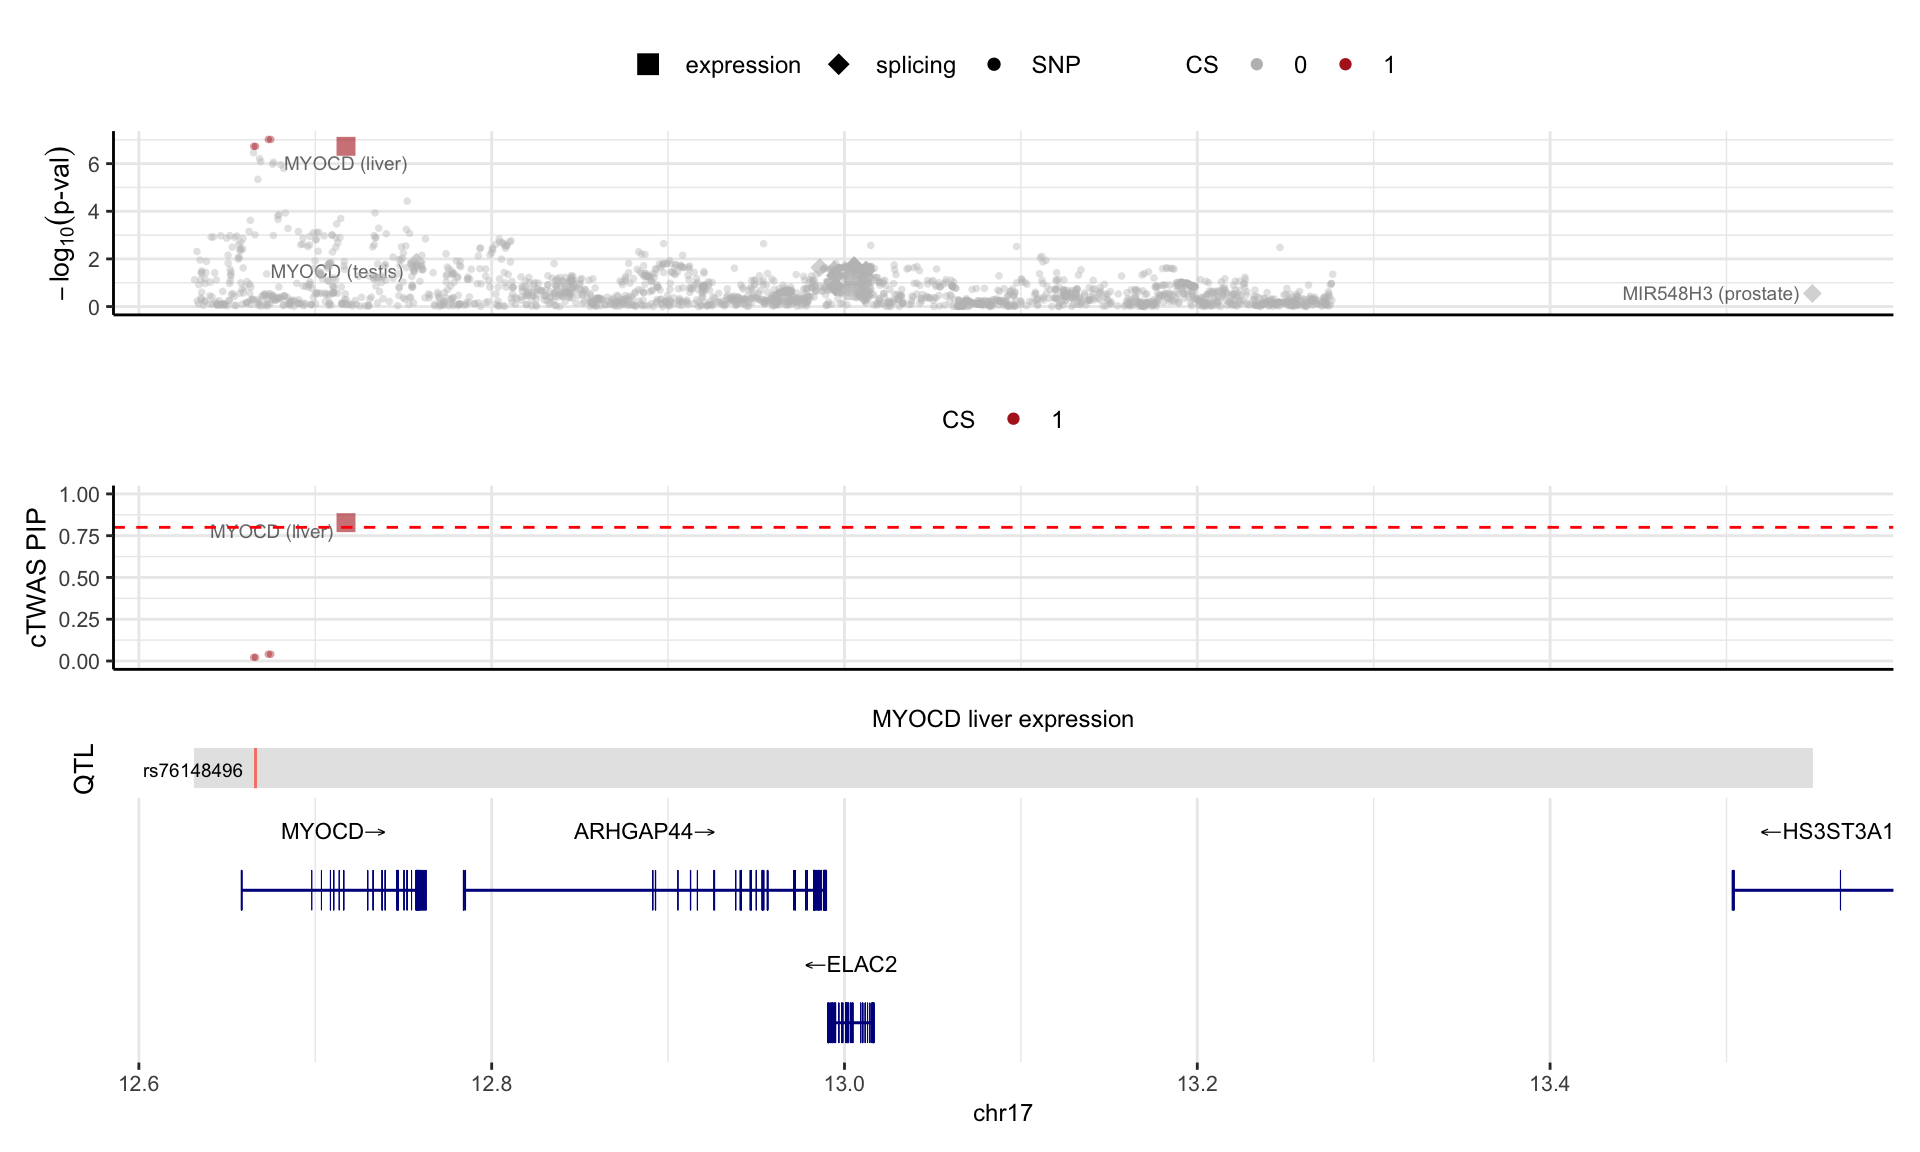 expression splicing SNP CS 0 1
−log10(p-val)
6
4
2
0
MYOCD (liver)
MYOCD (testis)
MIR548H3 (prostate)
CS 1
cTWAS PIP
1.00
0.75
0.50
0.25
0.00
MYOCD (liver)
MYOCD liver expression
QTL
rs76148496
MYOCD→
ARHGAP44→
←HS3ST3A1
←ELAC2
12.6 12.8 13.0 13.2 13.4
chr17